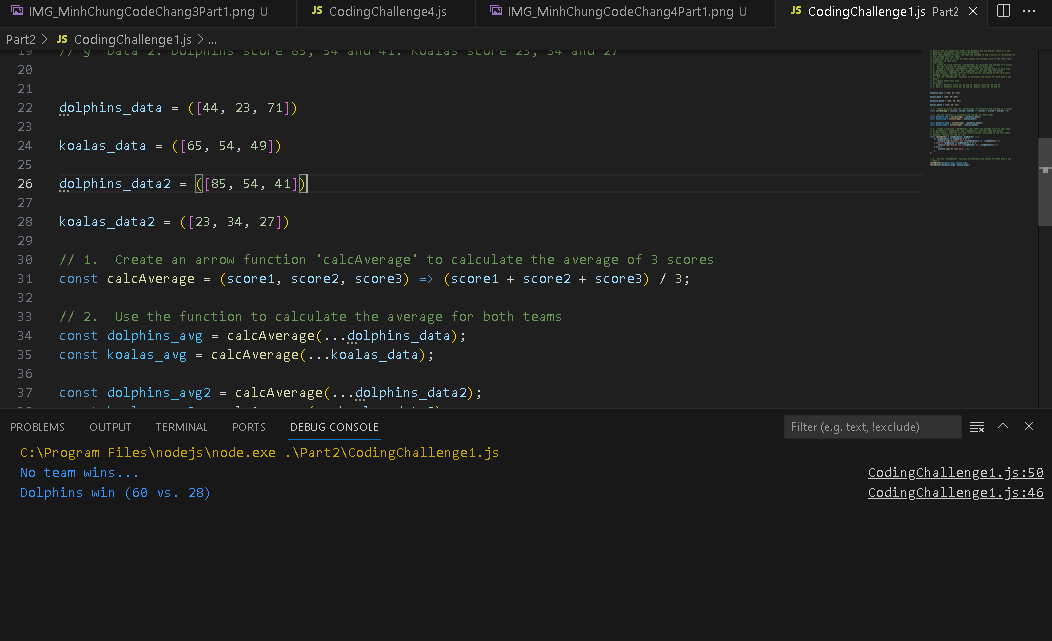 IMG_MinhChungCodeChang3Part1.png U JS CodingChallenge4.js IMG_MinhChungCodeChang4Part1.png U JS CodingChallenge1.js Part2
Part2 > JS CodingChallenge1.js > ...
19 // § Data 2: Dolphins score 85, 54 and 41. Koalas score 23, 34 and 27
20
21
22 dolphins_data = ([44, 23, 71])
23
24 koalas_data = ([65, 54, 49])
25
26 dolphins_data2 = ([85, 54, 41])
27
28 koalas_data2 = ([23, 34, 27])
29
30 // 1.  Create an arrow function 'calcAverage' to calculate the average of 3 scores
31 const calcAverage = (score1, score2, score3) => (score1 + score2 + score3) / 3;
32
33 // 2.  Use the function to calculate the average for both teams
34 const dolphins_avg = calcAverage(...dolphins_data);
35 const koalas_avg = calcAverage(...koalas_data);
36
37 const dolphins_avg2 = calcAverage(...dolphins_data2);
PROBLEMS OUTPUT TERMINAL PORTS DEBUG CONSOLE Filter (e.g. text, !exclude)
C:\Program Files\nodejs\node.exe .\Part2\CodingChallenge1.js
No team wins... CodingChallenge1.js:50
Dolphins win (60 vs. 28) CodingChallenge1.js:46